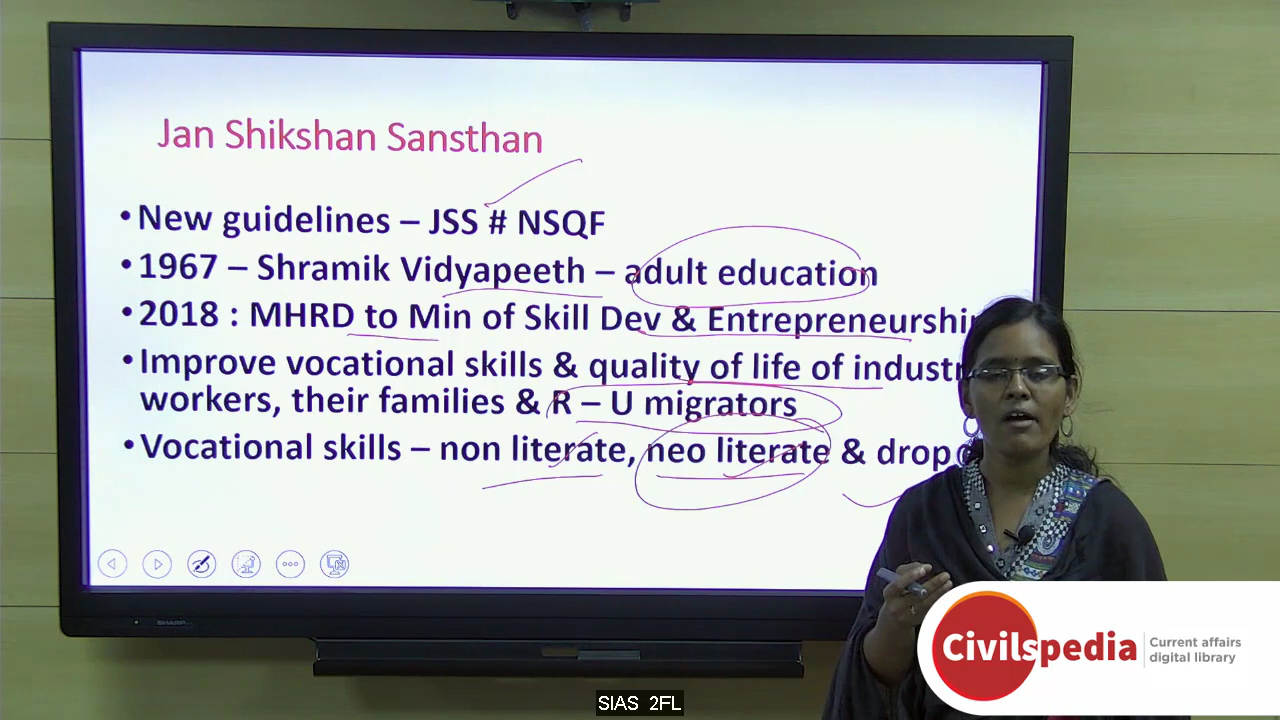 Jan Shikshan Sansthan
• New guidelines – JSS # NSQF
• 1967 – Shramik Vidyapeeth – adult education
• 2018 : MHRD to Min of Skill Dev & Entrepreneurshi
• Improve vocational skills & quality of life of industr
workers, their families & R – U migrators
• Vocational skills – non literate, neo literate & drop
SHARP
Civilspedia
Current affairs
digital library
SIAS 2FL